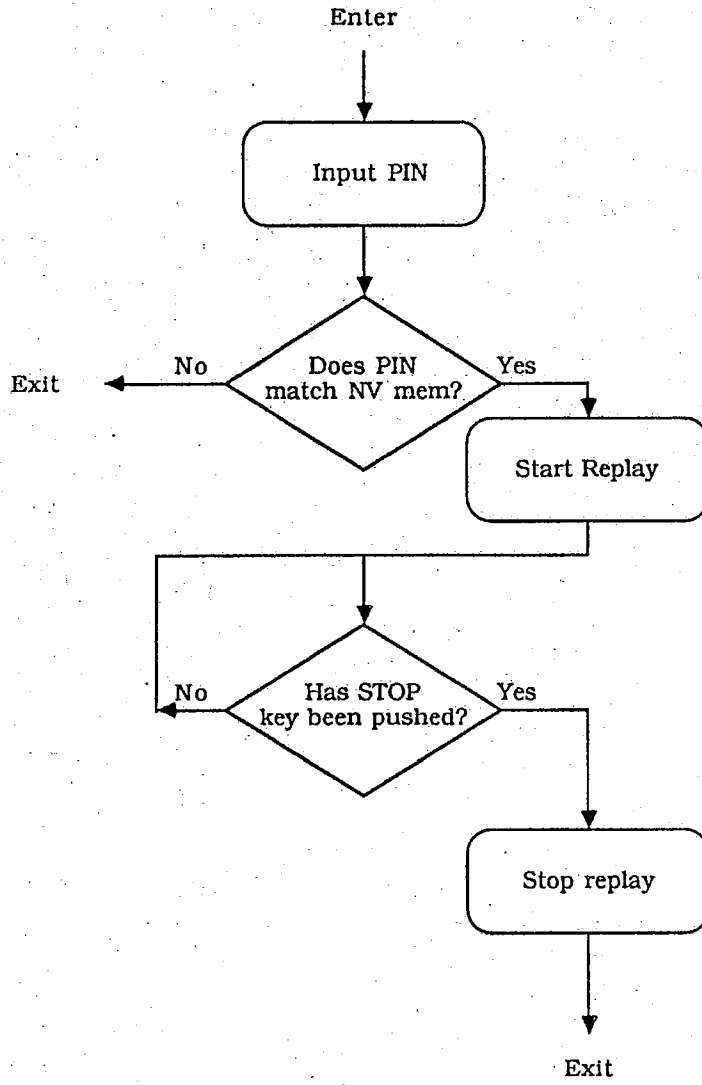 Enter
Input PIN
Does PIN
match NV mem?
No
Yes
Exit
Start Replay
Has STOP
key been pushed?
No
Yes
Stop replay
Exit